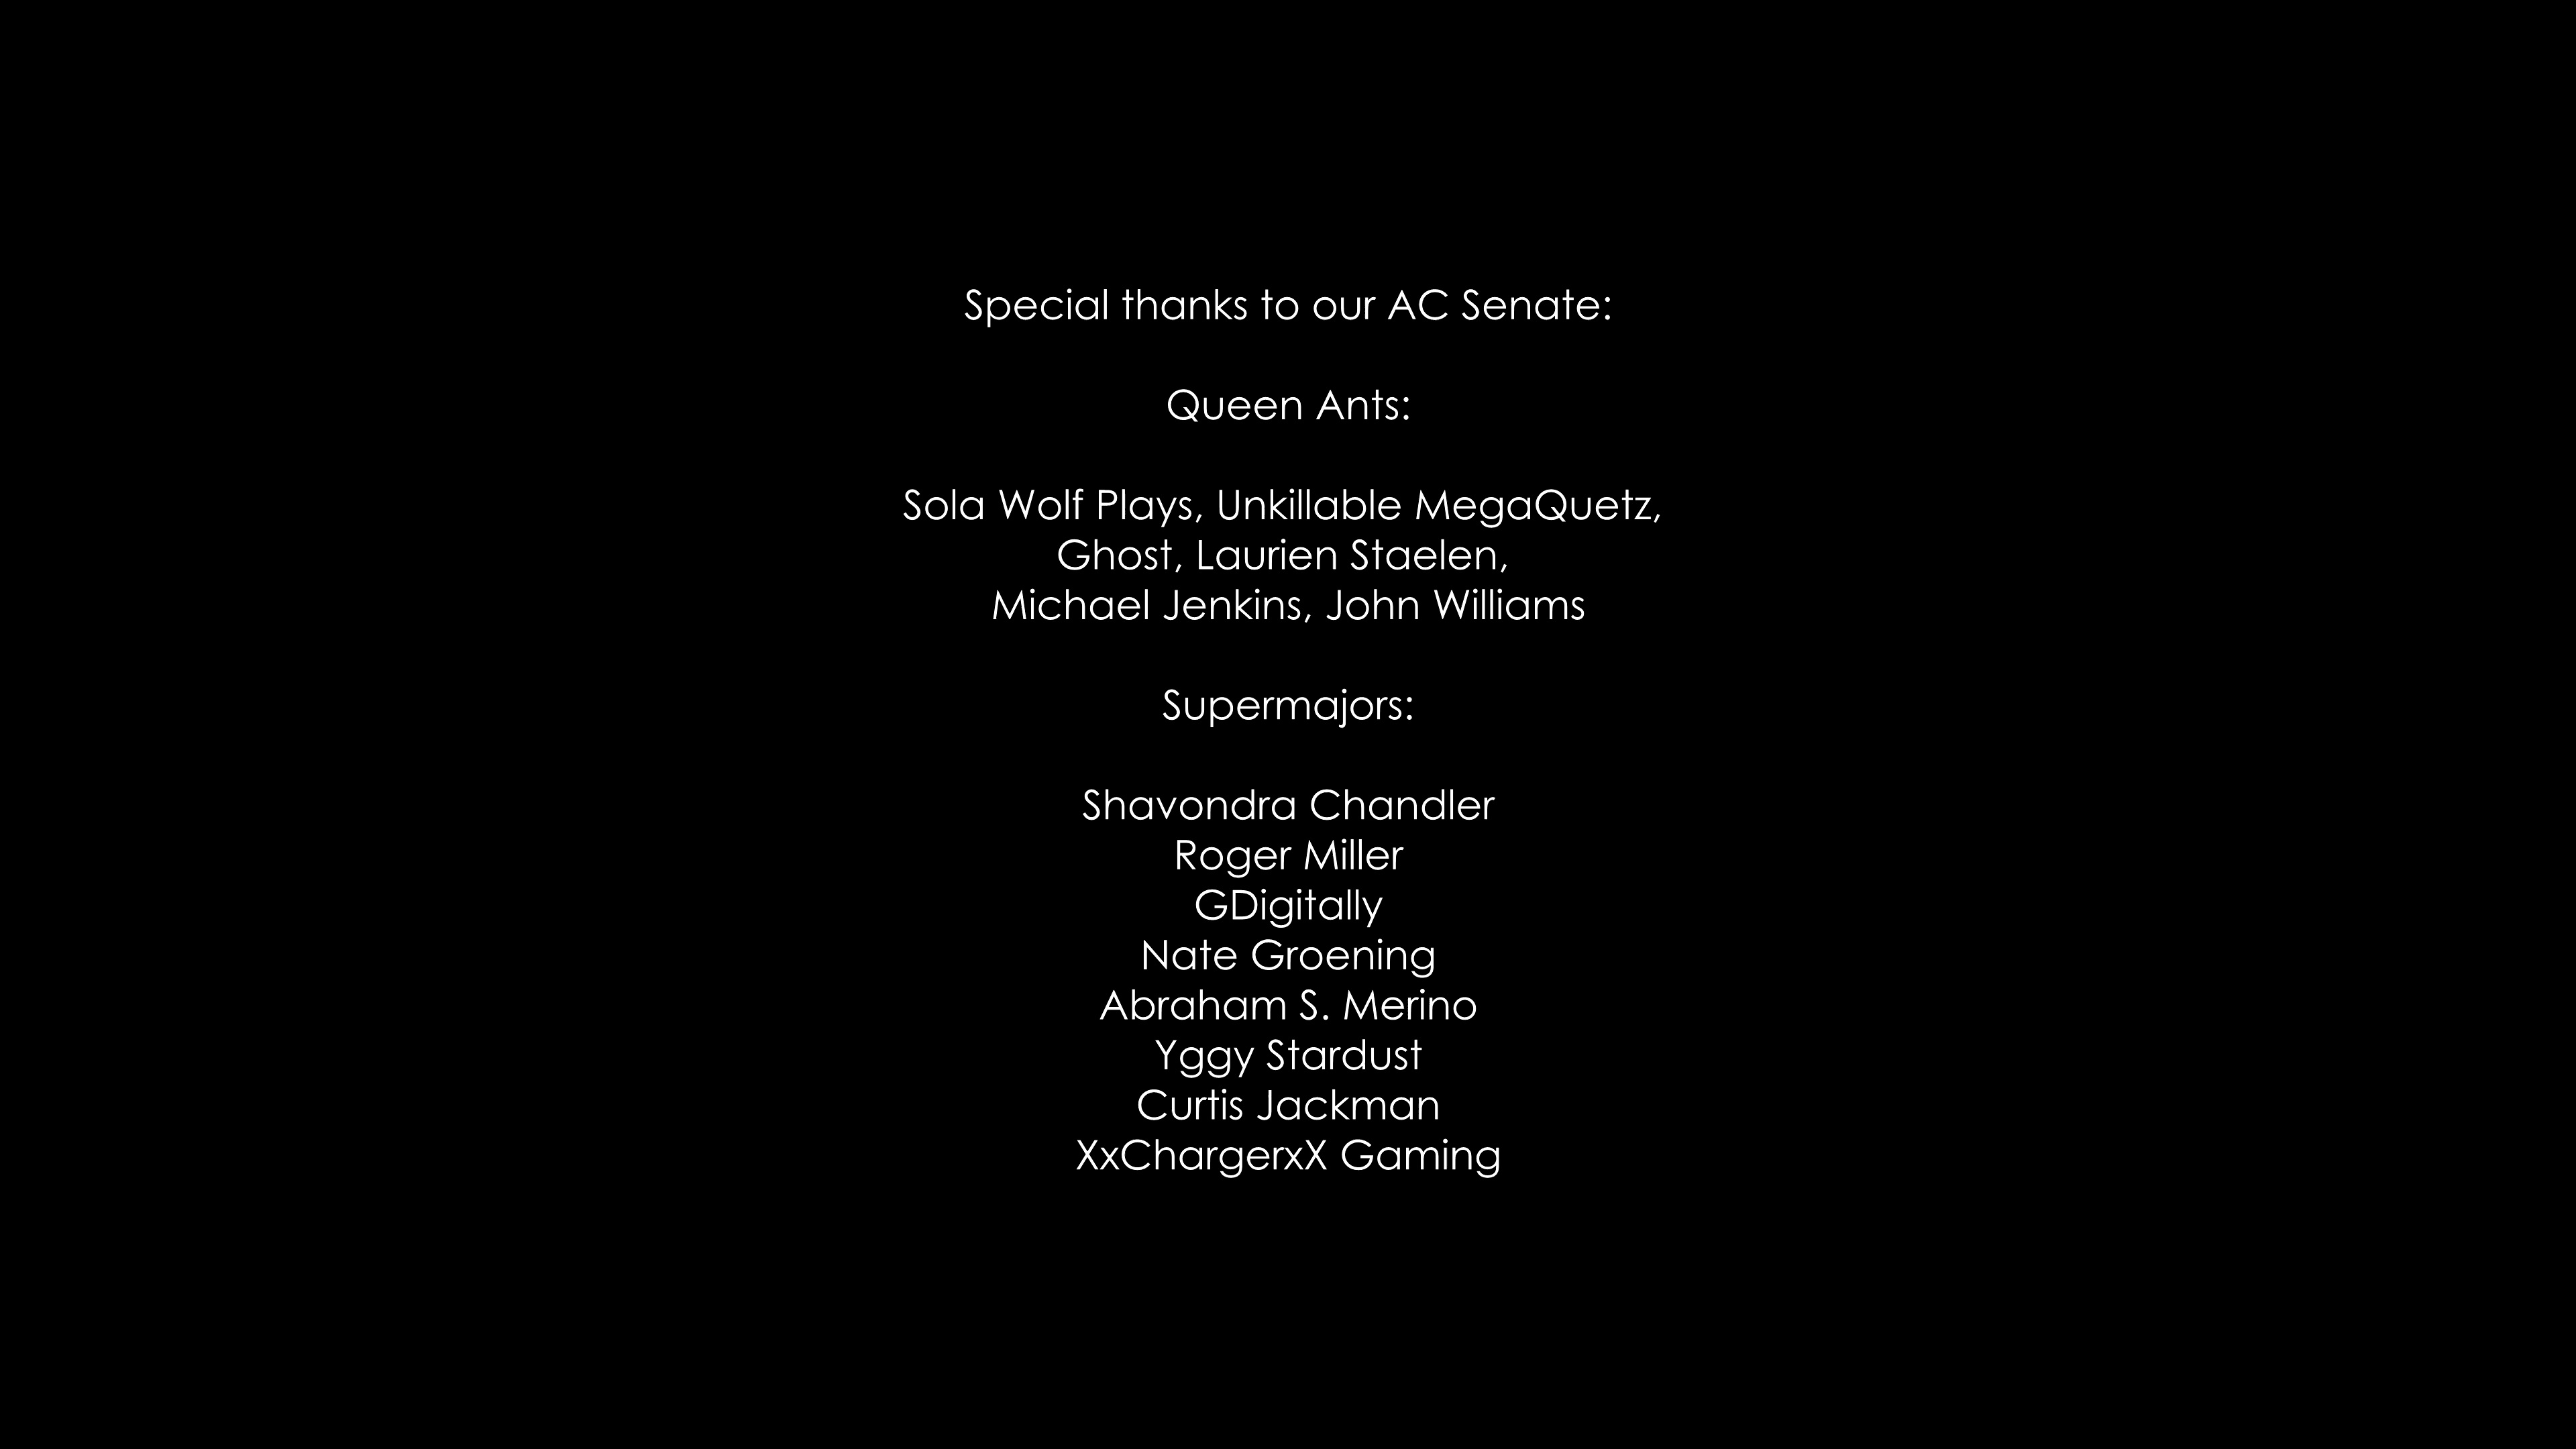 Special thanks to our AC Senate:
Queen Ants:
Sola Wolf Plays, Unkillable MegaQuetz,
Ghost, Laurien Staelen,
Michael Jenkins, John Williams
Supermajors:
Shavondra Chandler
Roger Miller
GDigitally
Nate Groening
Abraham S. Merino
Yggy Stardust
Curtis Jackman
XxChargerxX Gaming